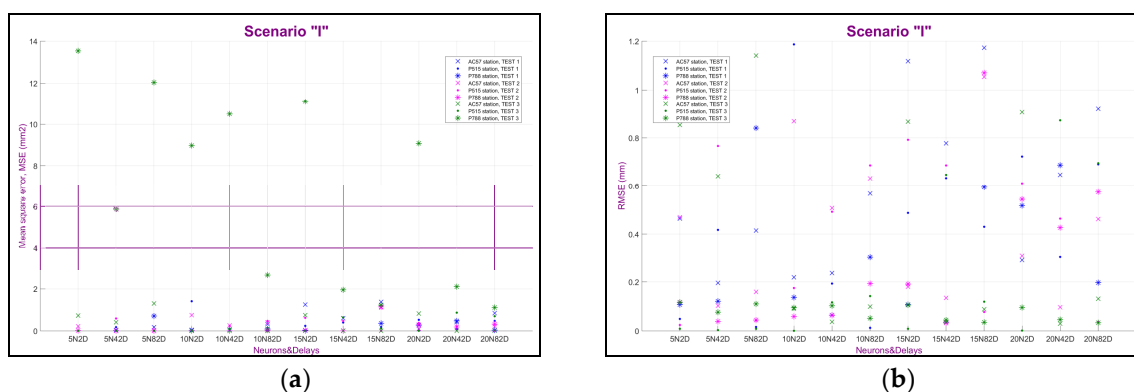 Scenario "I"
Mean square error, MSE (mm2)
14
12
10
8
6
4
2
0
AC57 station, TEST 1
P515 station, TEST 1
P788 station, TEST 1
AC57 station, TEST 2
P515 station, TEST 2
P788 station, TEST 2
AC57 station, TEST 3
P515 station, TEST 3
P788 station, TEST 3
5N2D 5N42D 5N82D 10N2D 10N42D 10N82D 15N2D 15N42D 15N82D 20N2D 20N42D 20N82D
Neurons&Delays
(a)
Scenario "I"
RMSE (mm)
1.2
1
0.8
0.6
0.4
0.2
0
AC57 station, TEST 1
P515 station, TEST 1
P788 station, TEST 1
AC57 station, TEST 2
P515 station, TEST 2
P788 station, TEST 2
AC57 station, TEST 3
P515 station, TEST 3
P788 station, TEST 3
5N2D 5N42D 5N82D 10N2D 10N42D 10N82D 15N2D 15N42D 15N82D 20N2D 20N42D 20N82D
Neurons&Delays
(b)